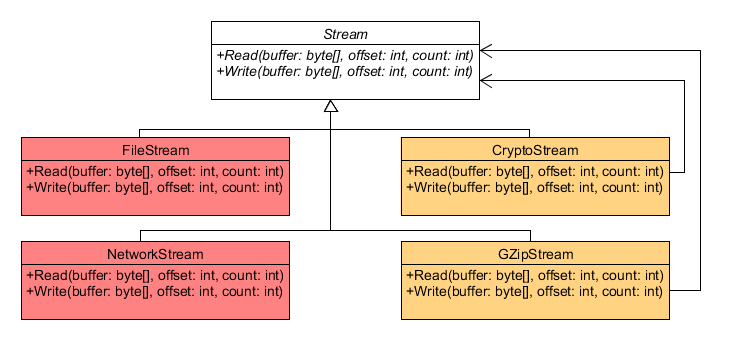 Stream
+Read(buffer: byte[], offset: int, count: int)
+Write(buffer: byte[], offset: int, count: int)
FileStream
+Read(buffer: byte[], offset: int, count: int)
+Write(buffer: byte[], offset: int, count: int)
CryptoStream
+Read(buffer: byte[], offset: int, count: int)
+Write(buffer: byte[], offset: int, count: int)
NetworkStream
+Read(buffer: byte[], offset: int, count: int)
+Write(buffer: byte[], offset: int, count: int)
GZipStream
+Read(buffer: byte[], offset: int, count: int)
+Write(buffer: byte[], offset: int, count: int)